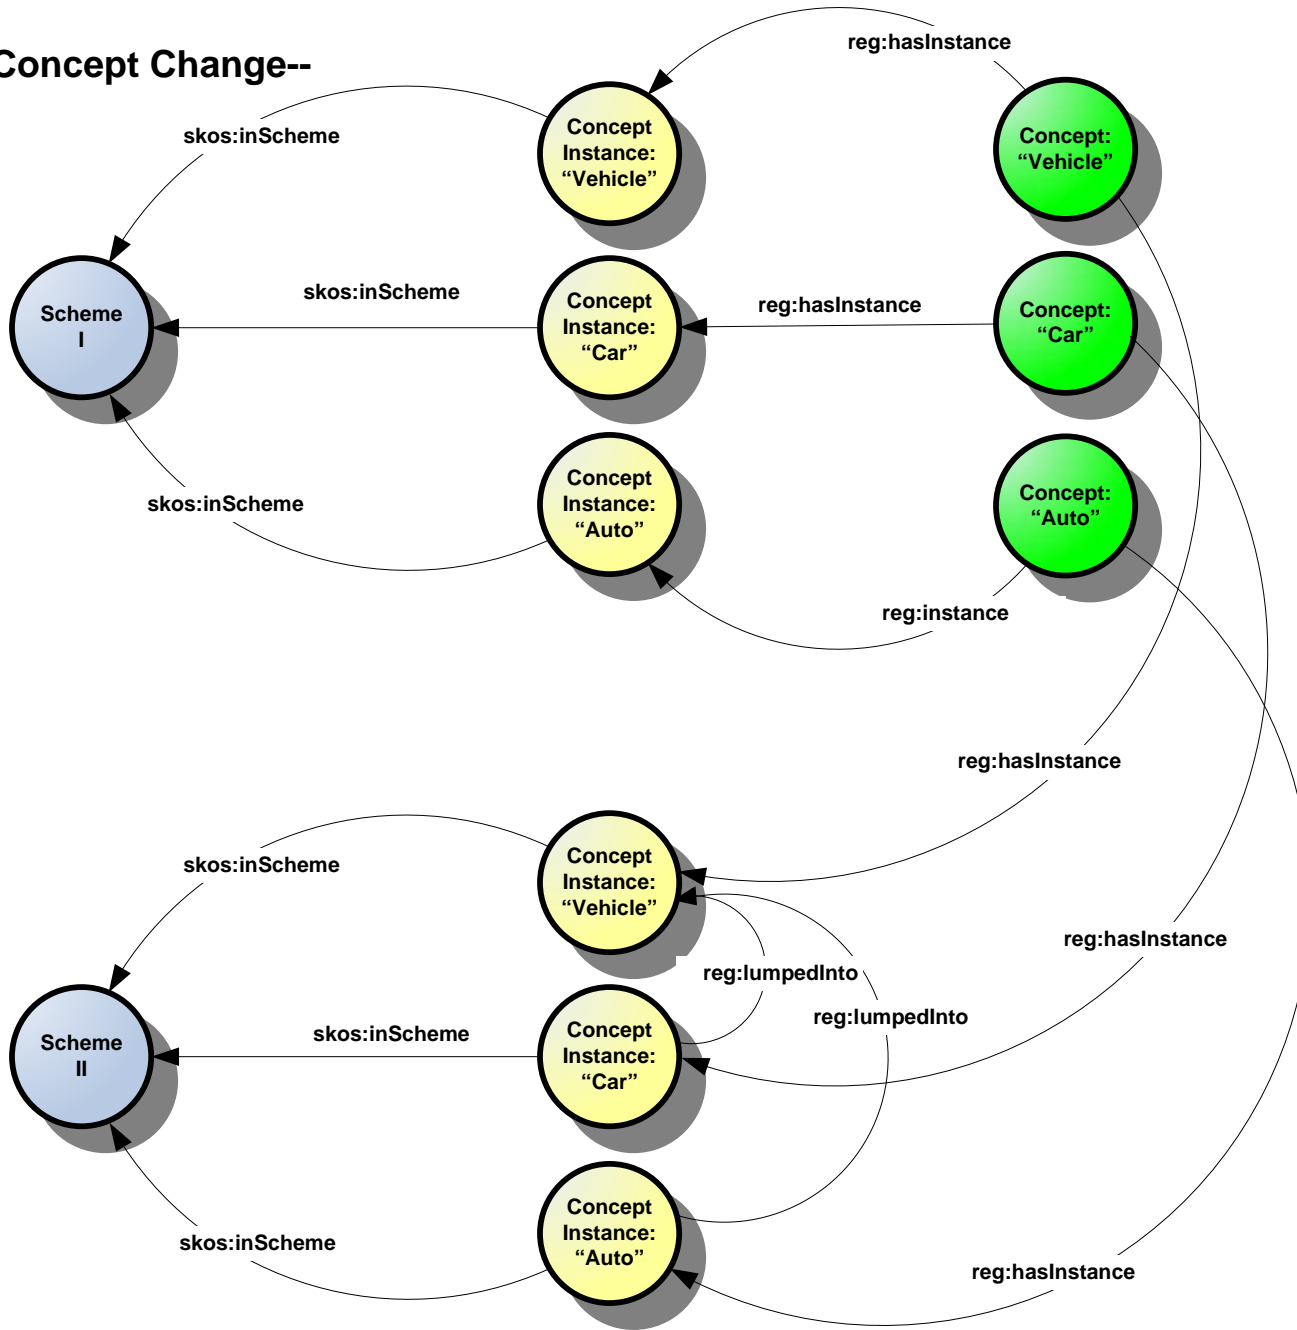 Concept Change--
reg:hasInstance
skos:inScheme
Concept
Instance:
“Vehicle”
Concept:
“Vehicle”
Scheme
I
skos:inScheme
Concept
Instance:
“Car”
reg:hasInstance
Concept:
“Car”
skos:inScheme
Concept
Instance:
“Auto”
Concept:
“Auto”
reg:instance
reg:hasInstance
skos:inScheme
Concept
Instance:
“Vehicle”
reg:hasInstance
reg:lumpedInto
reg:lumpedInto
Scheme
II
skos:inScheme
Concept
Instance:
“Car”
skos:inScheme
Concept
Instance:
“Auto”
reg:hasInstance